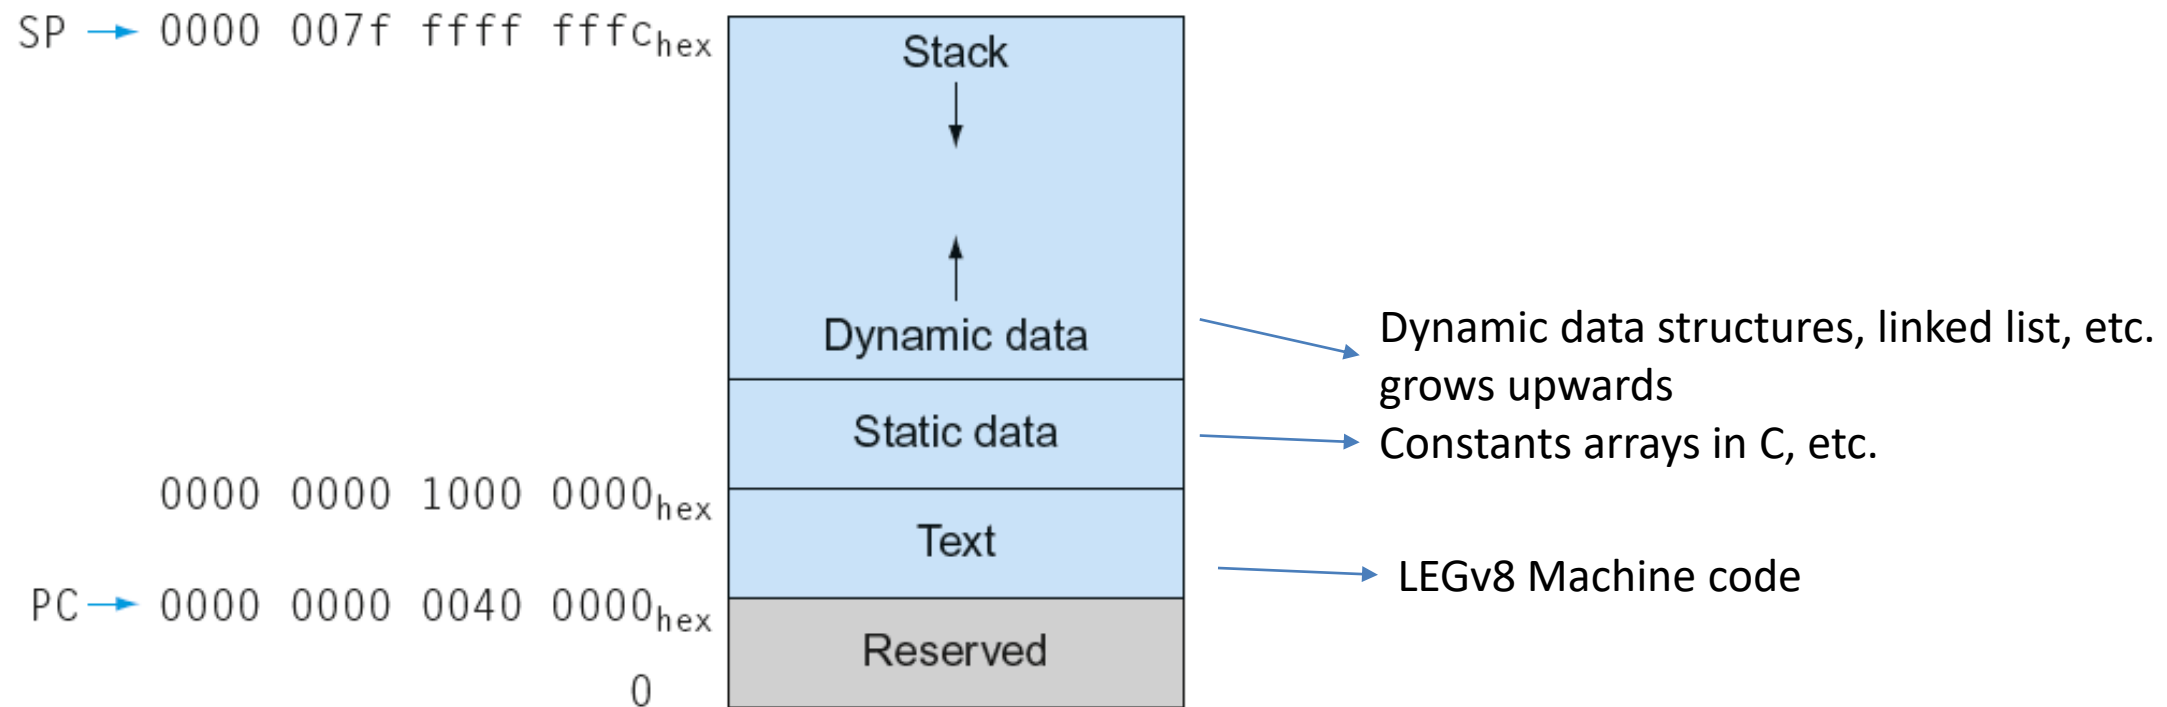 SP → 0000 007f ffff fffc hex
Stack
Dynamic data
Dynamic data structures, linked list, etc.
grows upwards
Static data
Constants arrays in C, etc.
0000 0000 1000 0000 hex
Text
LEGv8 Machine code
PC → 0000 0000 0040 0000 hex
Reserved
0